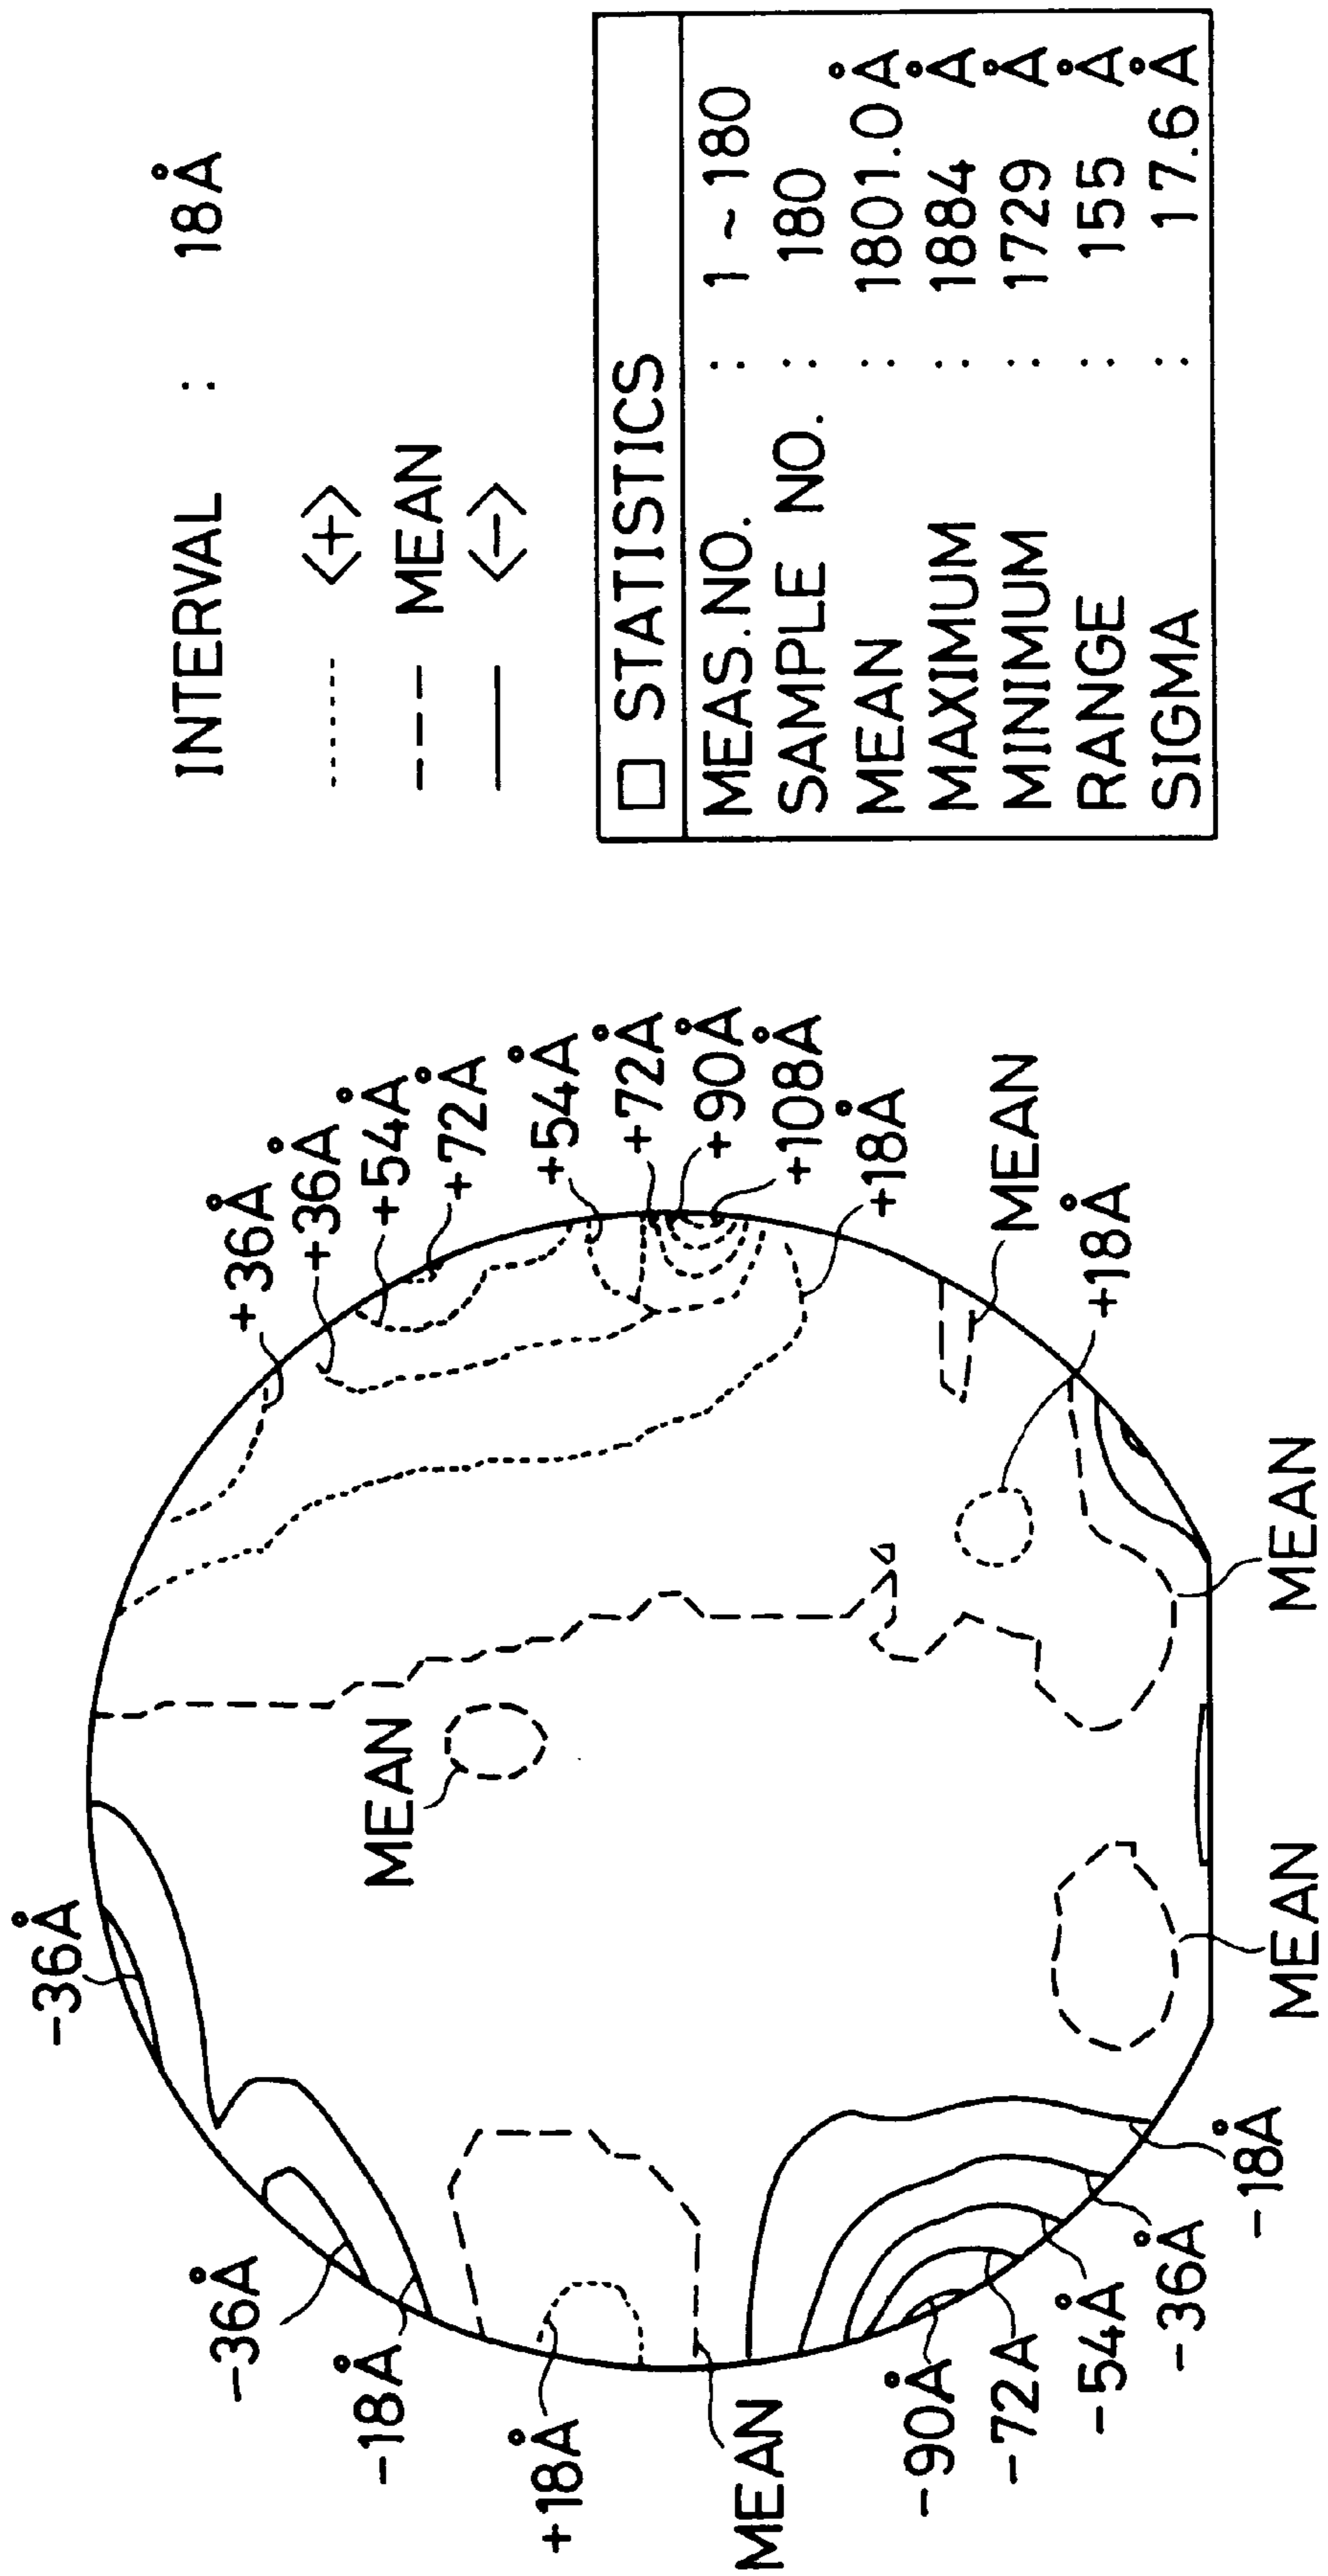 INTERVAL : 18Å
<+>
MEAN
<->
□ STATISTICS
MEAS.NO. : 1 ~ 180
SAMPLE NO. : 180
MEAN : 1801.0 Å
MAXIMUM : 1884 Å
MINIMUM : 1729 Å
RANGE : 155 Å
SIGMA : 17.6 Å
-36Å
+36Å
+36Å
+54Å
+72Å
+54Å
+72Å
+90Å
+108Å
+18Å
MEAN
+18Å
MEAN
MEAN
MEAN
-36Å
-18Å
+18Å
MEAN
-90Å
-72A
-54Å
-36Å
-18Å